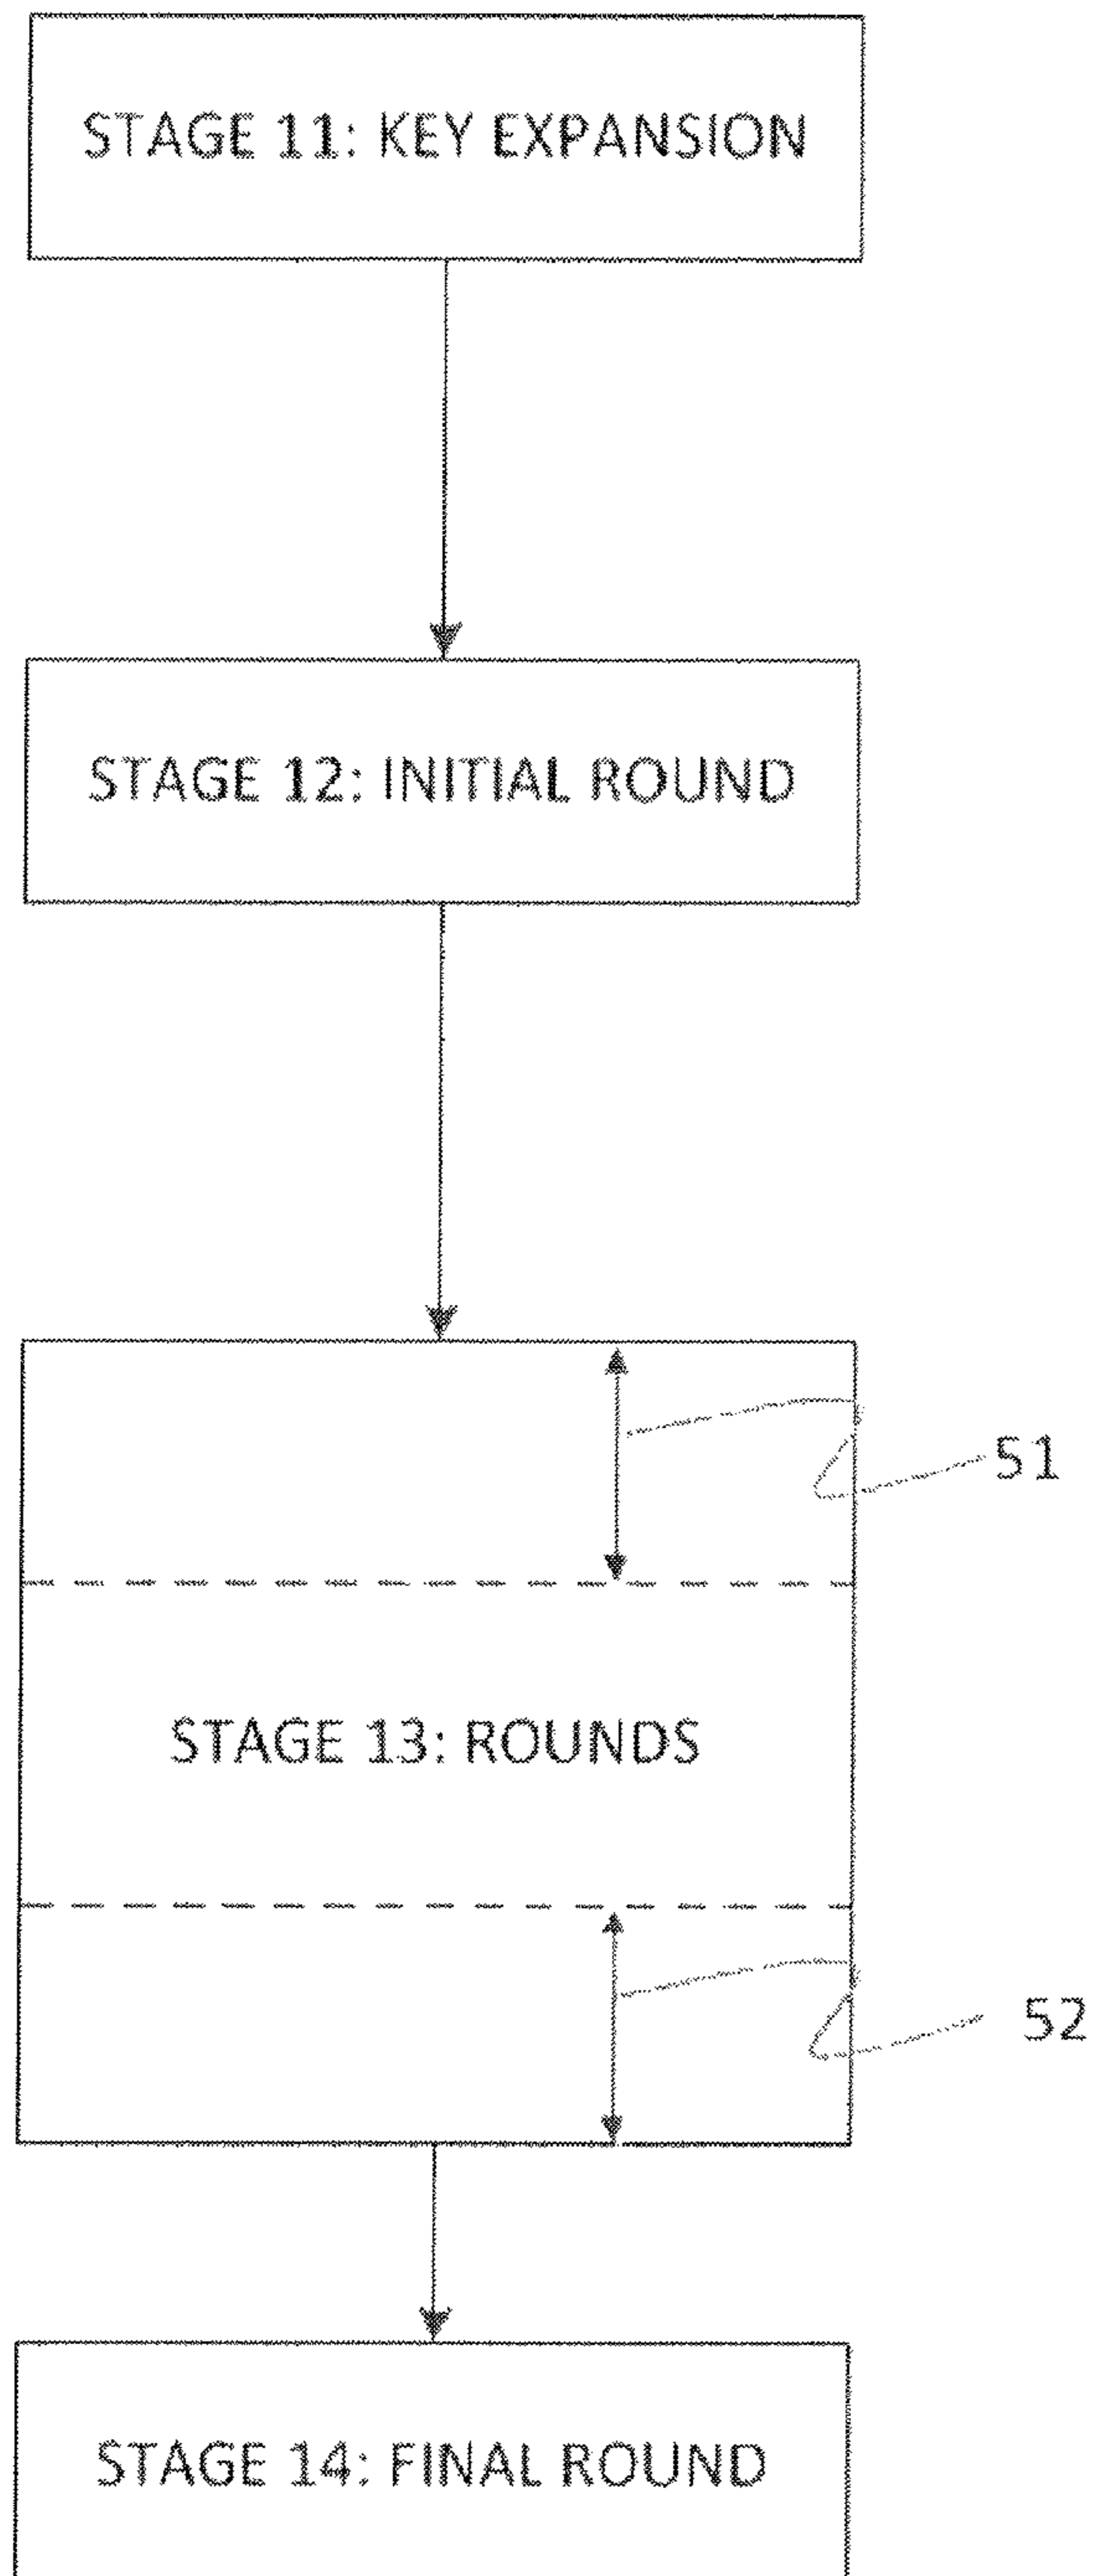 STAGE 11: KEY EXPANSION
STAGE 12: INITIAL ROUND
51
STAGE 13: ROUNDS
52
STAGE 14: FINAL ROUND